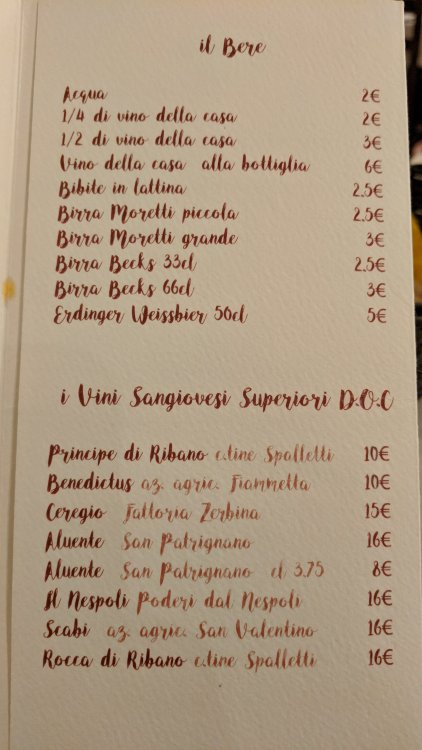 il Bere
Acqua 2€
1/4 di vino della casa 2€
1/2 di vino della casa 3€
Vino della casa alla bottiglia 6€
Bibite in lattina 2.5€
Birra Moretti piccola 2.5€
Birra Moretti grande 3€
Birra Becks 33cl 2.5€
Birra Becks 66cl 3€
Erdinger Weissbier 50cl 5€
i Vini Sangiovesi Superiori D.O.C
Principe di Ribano c.tine Spalletti 10€
Benedictus az. agric. Fiammetta 10€
Ceregio Fattoria Zerbina 15€
Aluente San Patrignano 16€
Aluente San Patrignano cl 3.75 8€
Il Nespoli Poderi dal Nespoli 16€
Scabi az. agric. San Valentino 16€
Rocca di Ribano c.tine Spalletti 16€